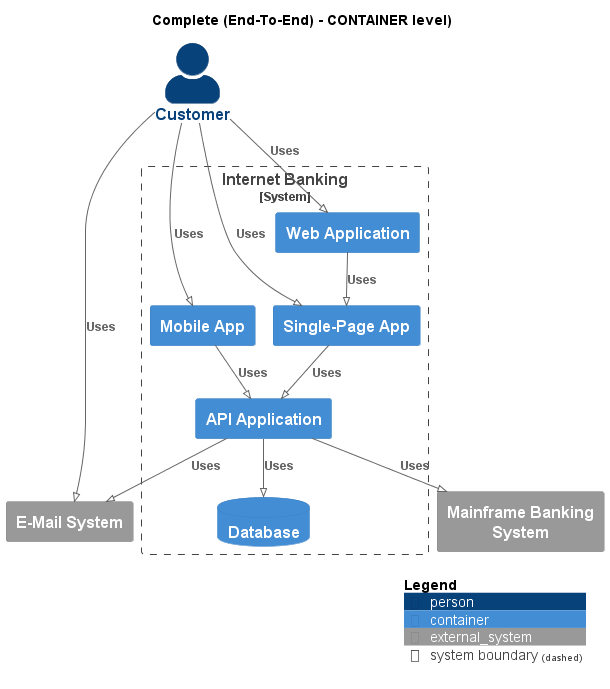 Complete (End-To-End) - CONTAINER level)
Customer
Uses
Internet Banking
[System]
Web Application
Uses
Uses
Uses
Uses
Mobile App
Single-Page App
Uses
Uses
API Application
Uses
Uses
Uses
E-Mail System
Database
Mainframe Banking
System
Legend
person
container
external_system
system boundary (dashed)